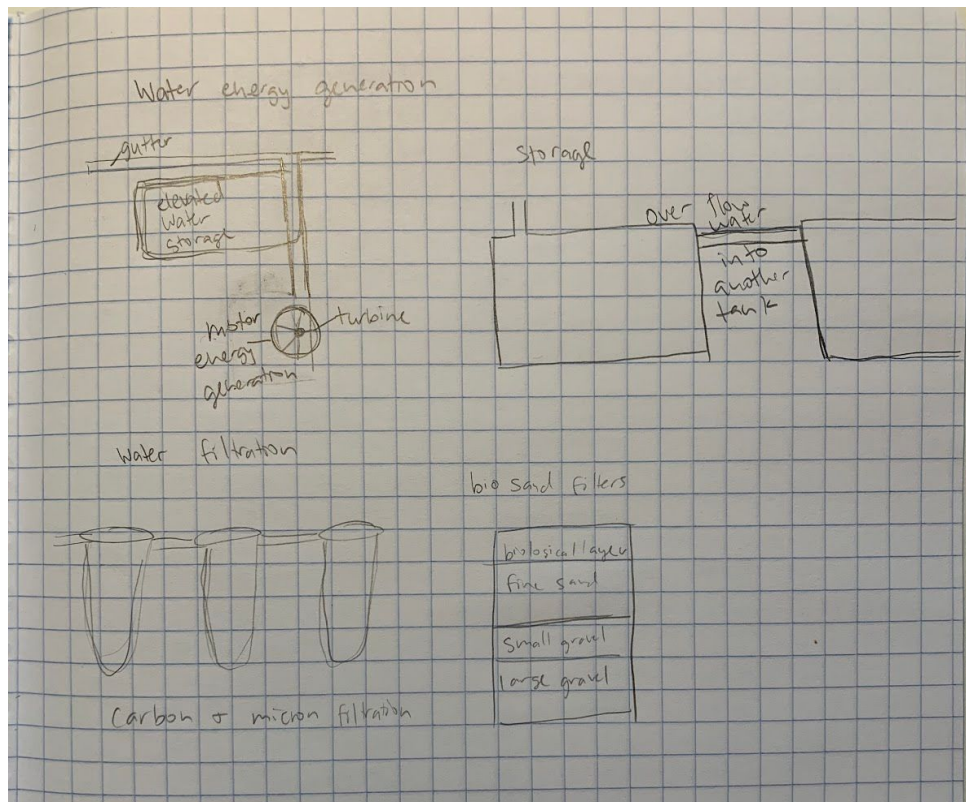 Water energy generation
gutter
elevated
water
storage
motor
energy
generation
turbine
Storage
over flow
water
into
another
tank
Water filtration
Carbon + micron filtration
bio sand filters
biological layer
fine sand
small gravel
large gravel